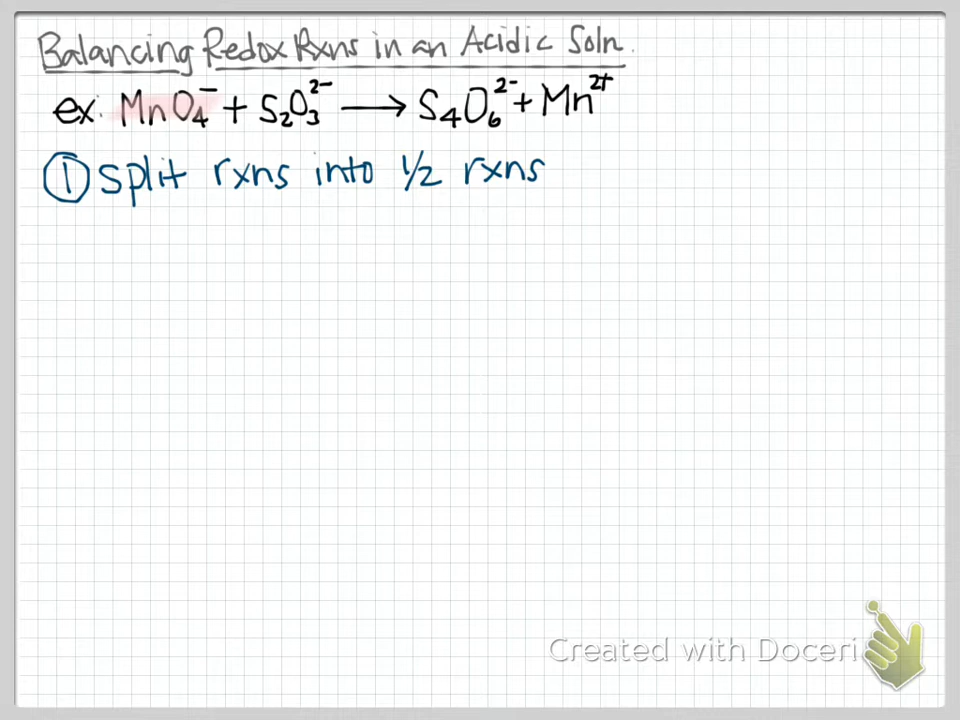 Balancing Redox Rxns in an Acidic Soln.
ex: MnO₄⁻ + S₂O₃²⁻ ⟶ S₄O₆²⁻ + Mn²⁺
① split rxns into ½ rxns
Created with Doceri